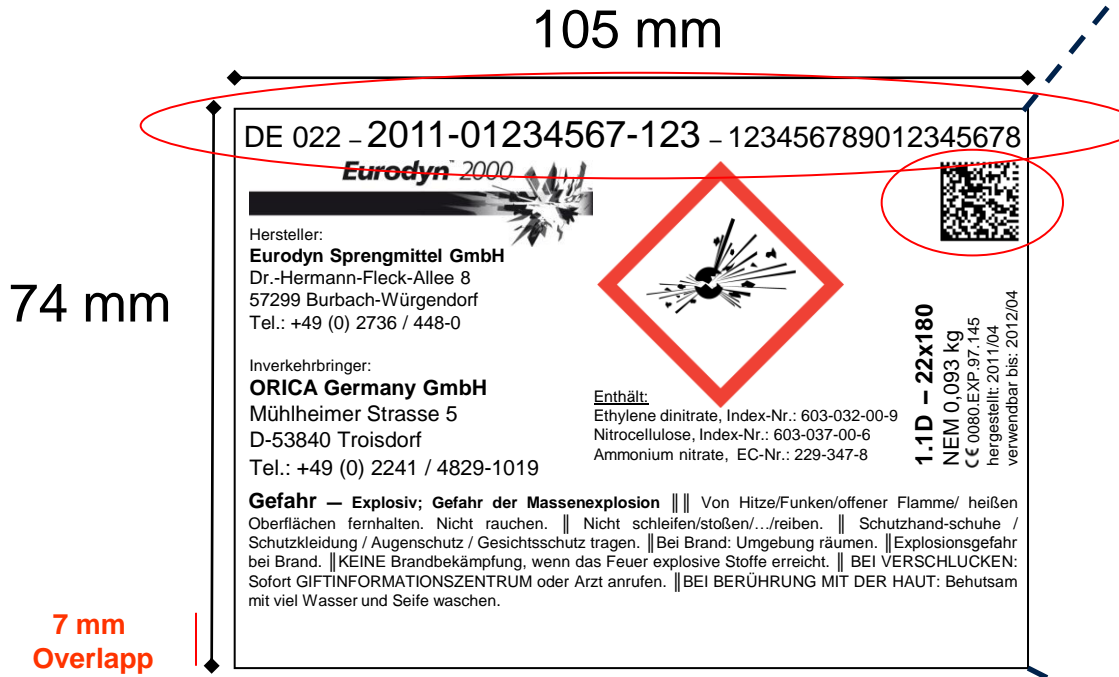 105 mm
DE 022 – 2011-01234567-123 – 123456789012345678
Eurodyn™ 2000
Hersteller:
Eurodyn Sprengmittel GmbH
Dr.-Hermann-Fleck-Allee 8
57299 Burbach-Würgendorf
Tel.: +49 (0) 2736 / 448-0
74 mm
Inverkehrbringer:
ORICA Germany GmbH
Mühlheimer Strasse 5
D-53840 Troisdorf
Tel.: +49 (0) 2241 / 4829-1019
Enthält:
Ethylene dinitrate, Index-Nr.: 603-032-00-9
Nitrocellulose, Index-Nr.: 603-037-00-6
Ammonium nitrate, EC-Nr.: 229-347-8
1.1D – 22x180
NEM 0,093 kg
CE 0080.EXP.97.145
hergestellt: 2011/04
verwendbar bis: 2012/04
Gefahr — Explosiv; Gefahr der Massenexplosion ‖‖ Von Hitze/Funken/offener Flamme/ heißen
Oberflächen fernhalten. Nicht rauchen. ‖ Nicht schleifen/stoßen/…/reiben. ‖ Schutzhand-schuhe /
Schutzkleidung / Augenschutz / Gesichtsschutz tragen. ‖Bei Brand: Umgebung räumen. ‖Explosionsgefahr
bei Brand. ‖KEINE Brandbekämpfung, wenn das Feuer explosive Stoffe erreicht. ‖ BEI VERSCHLUCKEN:
Sofort GIFTINFORMATIONSZENTRUM oder Arzt anrufen. ‖BEI BERÜHRUNG MIT DER HAUT: Behutsam
mit viel Wasser und Seife waschen.
7 mm
Overlapp